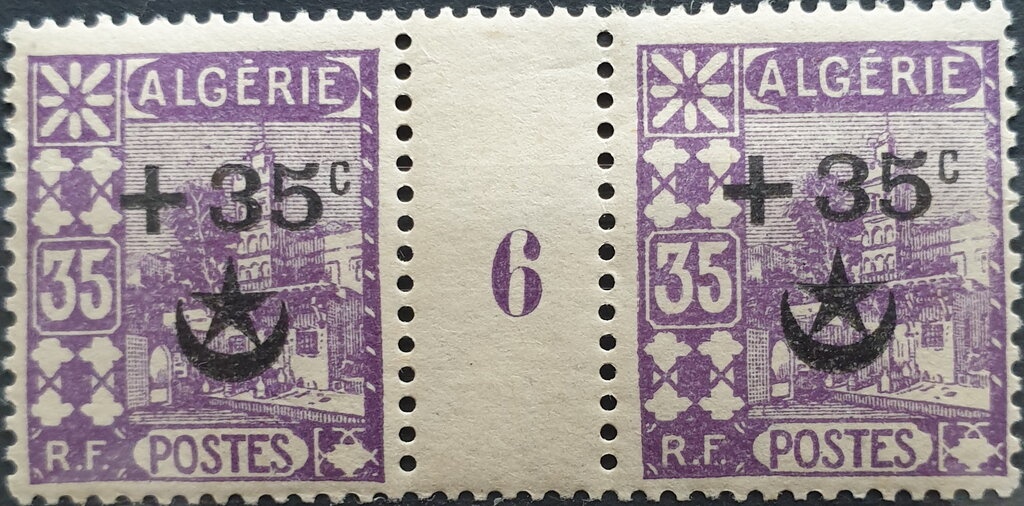 ALGÉRIE
+ 35c
35
R.F. POSTES
6
ALGÉRIE
+ 35c
35
R.F. POSTES